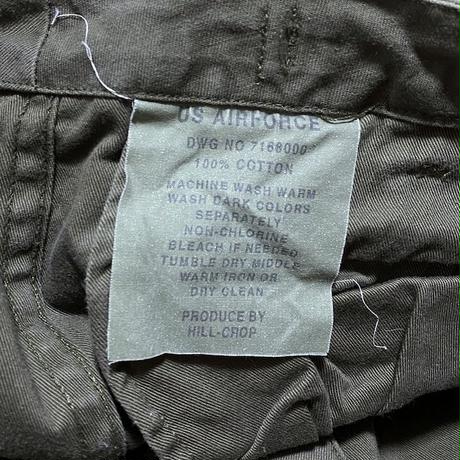 US AIRFORCE
DWG NO 7168000
100% COTTON
MACHINE WASH WARM
WASH DARK COLORS
SEPARATELY
NON-CHLORINE
BLEACH IF NEEDED
TUMBLE DRY MIDDLE
WARM IRON OR
DRY CLEAN
PRODUCE BY
HILL-CROP